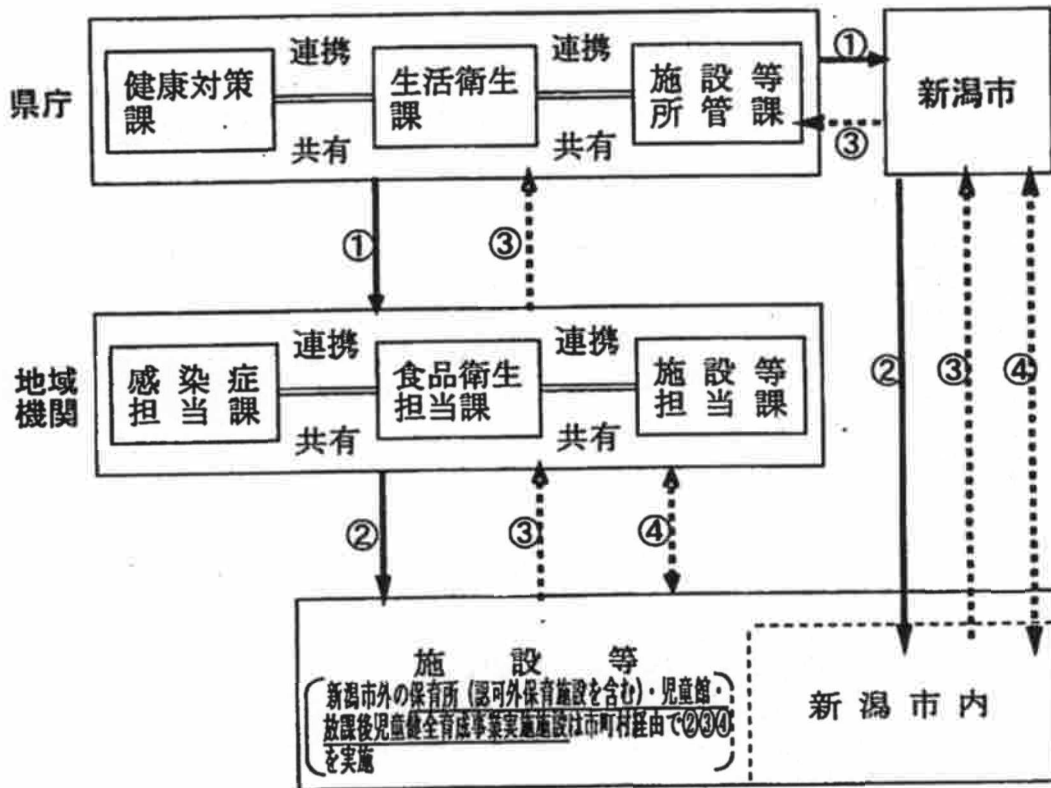 県庁
連携
連携
健康対策
課
生活衛生
課
施設等
所管課
共有
共有
①
③
新潟市
①
③
地域
機関
連携
連携
感染症
担当課
食品衛生
担当課
施設等
担当課
共有
共有
②
③
④
②
③
④
施設等
新潟市外の保育所(認可外保育施設を含む)・児童館・
放課後児童健全育成事業実施施設は市町村経由で②③④
を実施
新潟市内